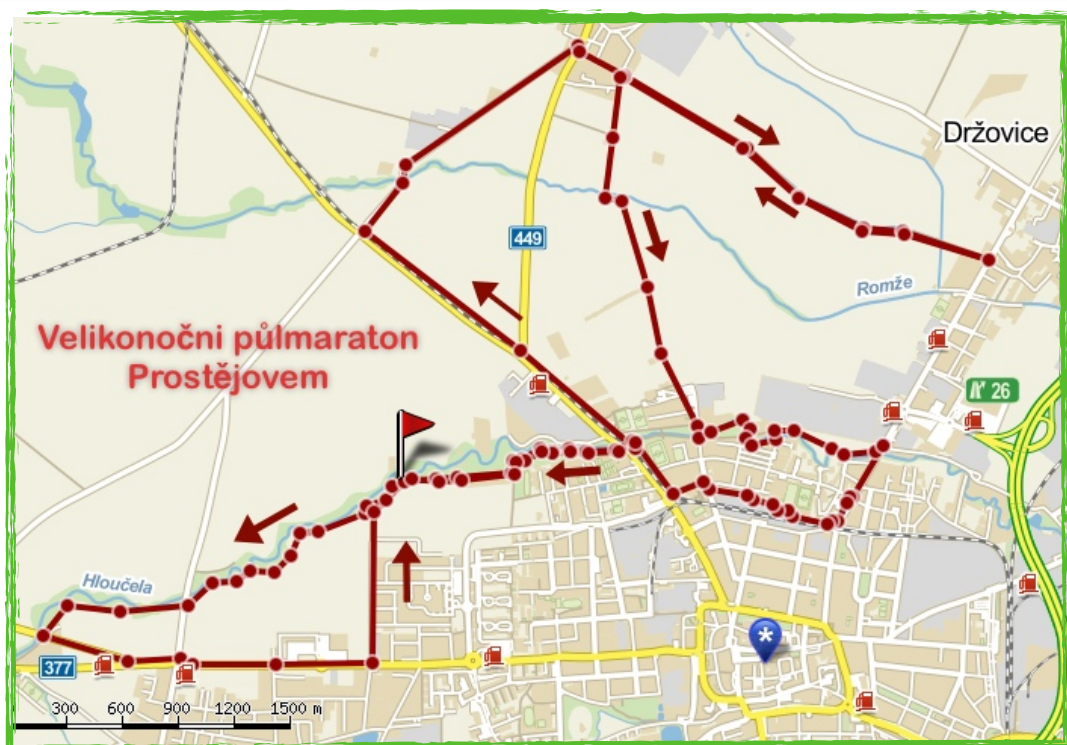 Držovice
449
Romže
Velikonočni půlmaraton
Prostějovem
26
Hloučela
377
300 600 900 1200 1500 m